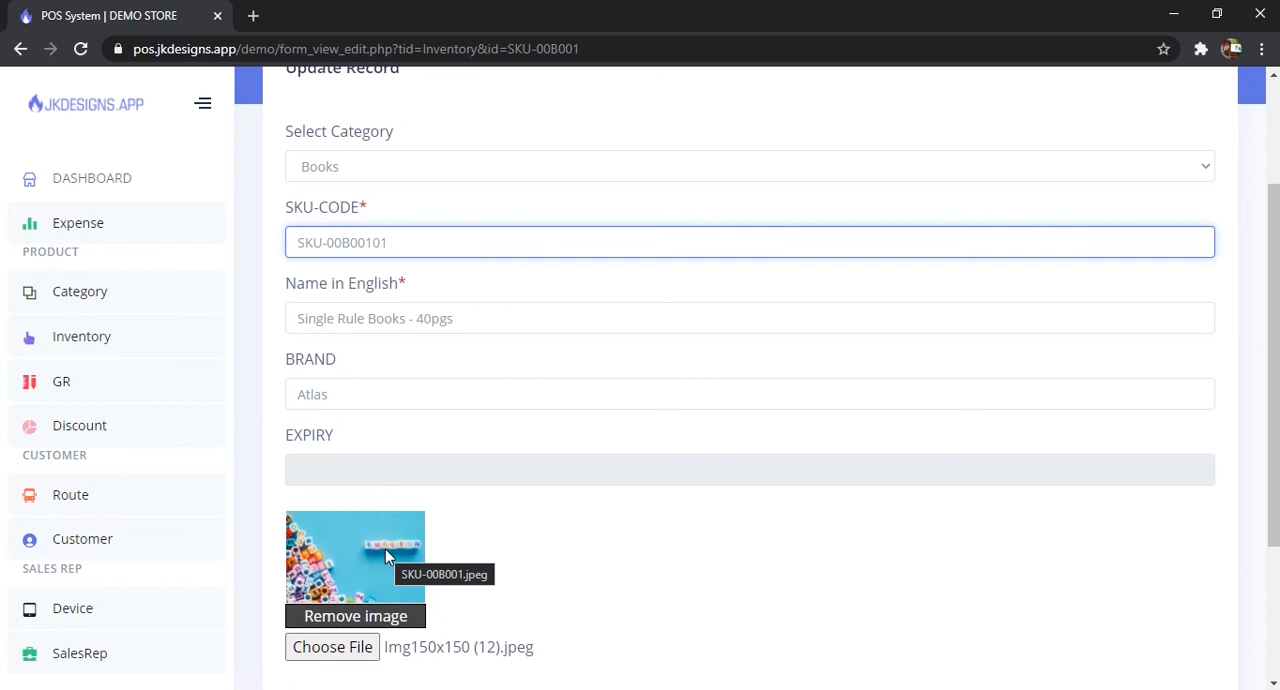 POS System | DEMO STORE
pos.jkdesigns.app/demo/form_view_edit.php?tid=Inventory&id=SKU-00B001
JKDESIGNS.APP
DASHBOARD
Expense
PRODUCT
Category
Inventory
GR
Discount
CUSTOMER
Route
Customer
SALES REP
Device
SalesRep
Update Record
Select Category
Books
SKU-CODE*
SKU-00B00101
Name in English*
Single Rule Books - 40pgs
BRAND
Atlas
EXPIRY
ENGLISH
SKU-00B001.jpeg
Remove image
Choose File Img150x150 (12).jpeg